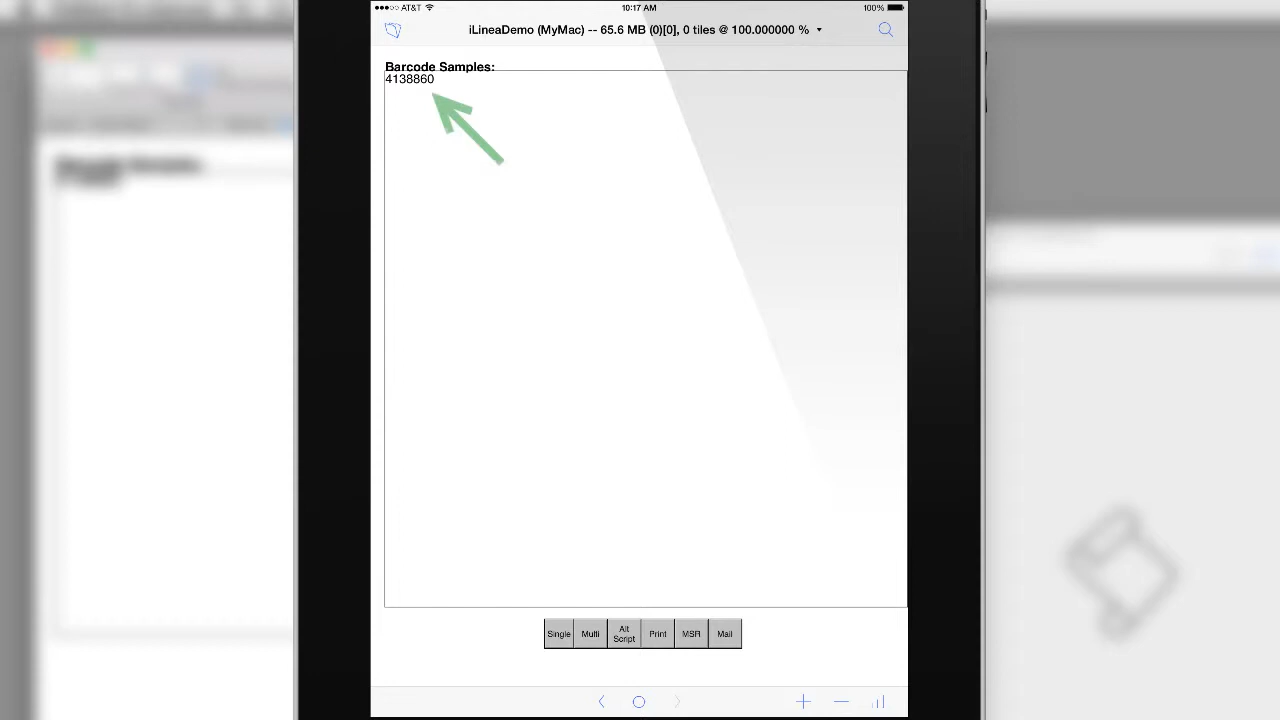 AT&T 10:17 AM 100%
iLineaDemo (MyMac) -- 65.6 MB (0)[0], 0 tiles @ 100.000000 %
Barcode Samples:
4138860
Single Multi Alt Script Print MSR Mail